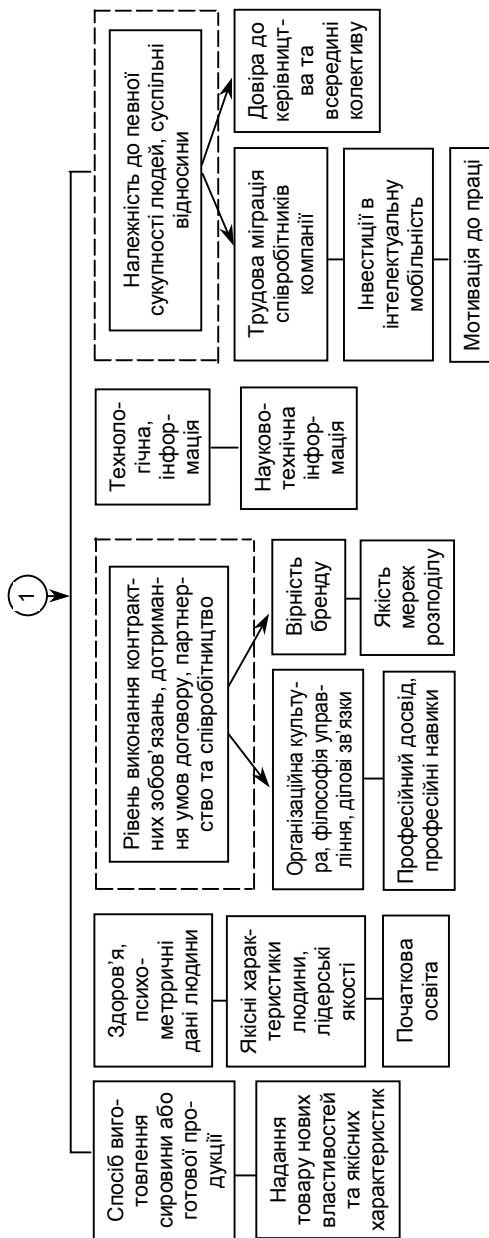 1
Спосіб виго-
товлення
сировини або
готової про-
дукції
Надання
товару нових
властивостей
та якісних
характеристик
Здоров’я,
психо-
метрричні
дані людини
Якісні харак-
теристики
людини,
лідерські
якості
Початкова
освіта
Рівень виконання контракт-
них зобов’язань, дотриман-
ня умов договору, партнер-
ство та співробітництво
Організаційна культу-
ра, філософія управ-
ління, ділові зв’язки
Професійний досвід,
професійні навики
Вірність
бренду
Якість
мереж
розподілу
Техноло-
гічна,
інфор-
мація
Науково-
технічна
інфор-
мація
Належність до певної
сукупності людей, суспільні
відносини
Трудова міграція
співробітників
компанії
Інвестиції в
інтелектуальну
мобільність
Мотивація до праці
Довіра до
керівницт-
ва та
всередині
колективу